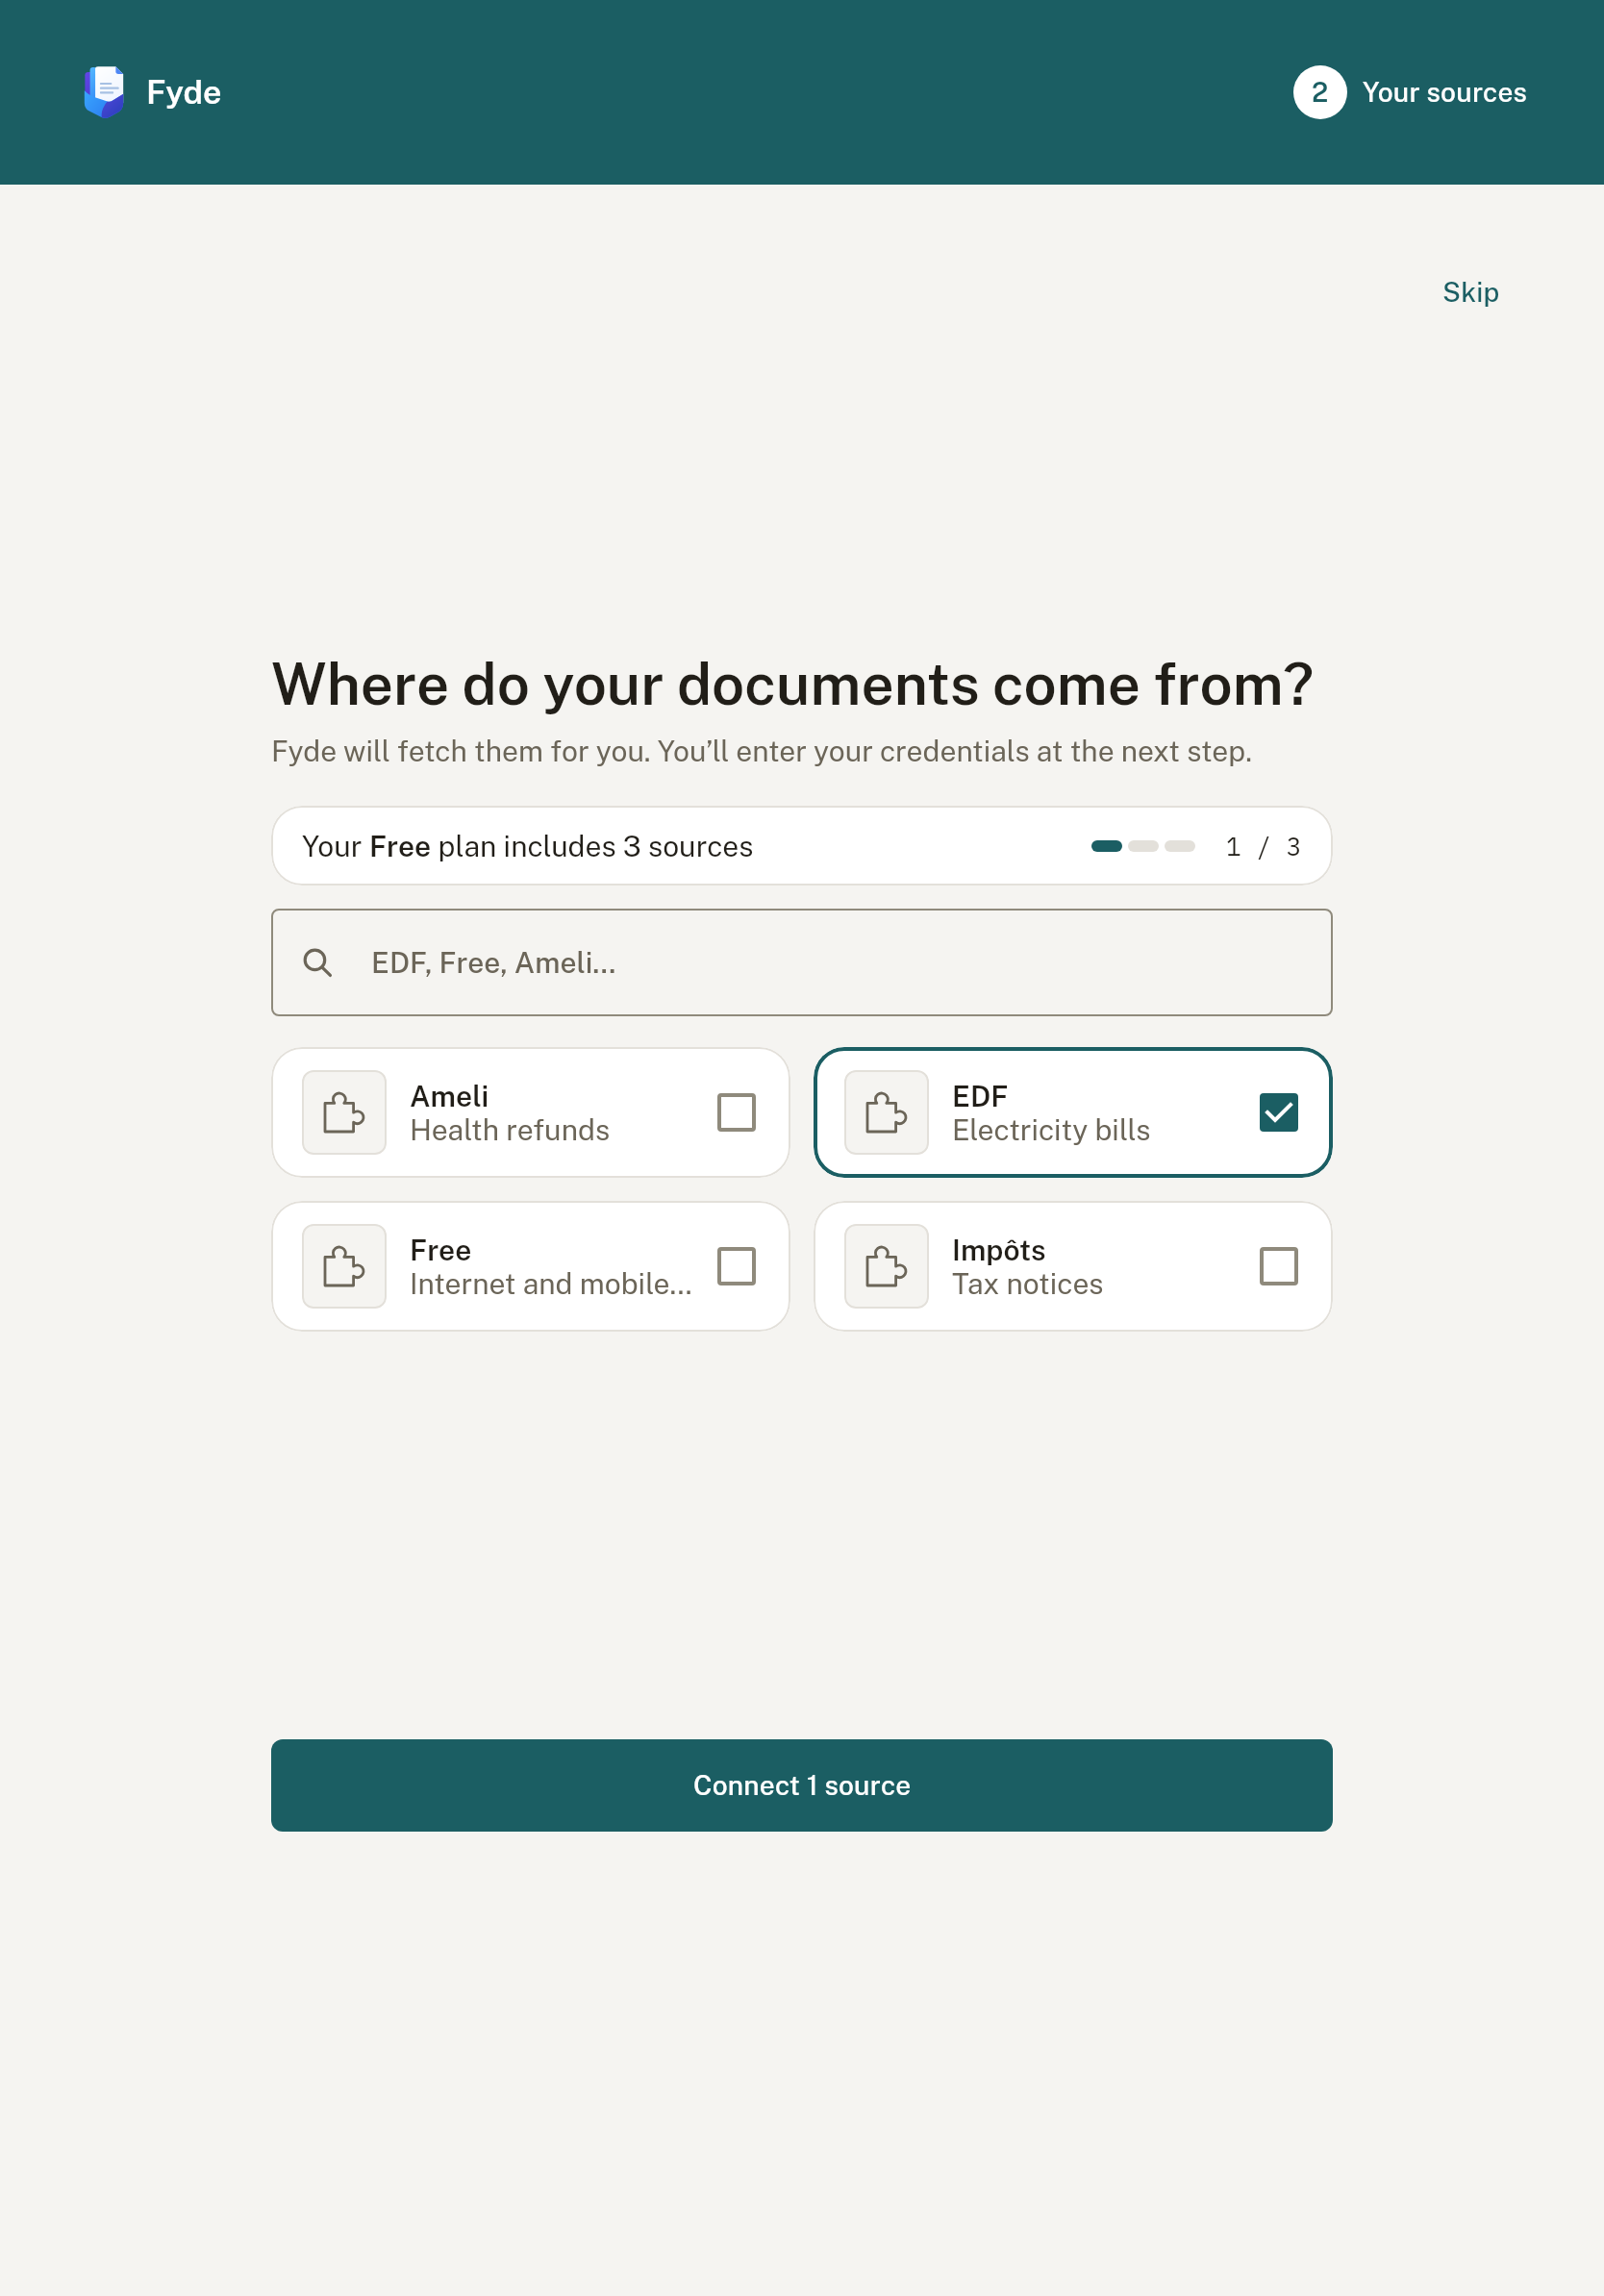 Fyde
2 Your sources
Skip
Where do your documents come from?
Fyde will fetch them for you. You’ll enter your credentials at the next step.
Your Free plan includes 3 sources
1 / 3
EDF, Free, Ameli…
Ameli
Health refunds
EDF
Electricity bills
Free
Internet and mobile…
Impôts
Tax notices
Connect 1 source